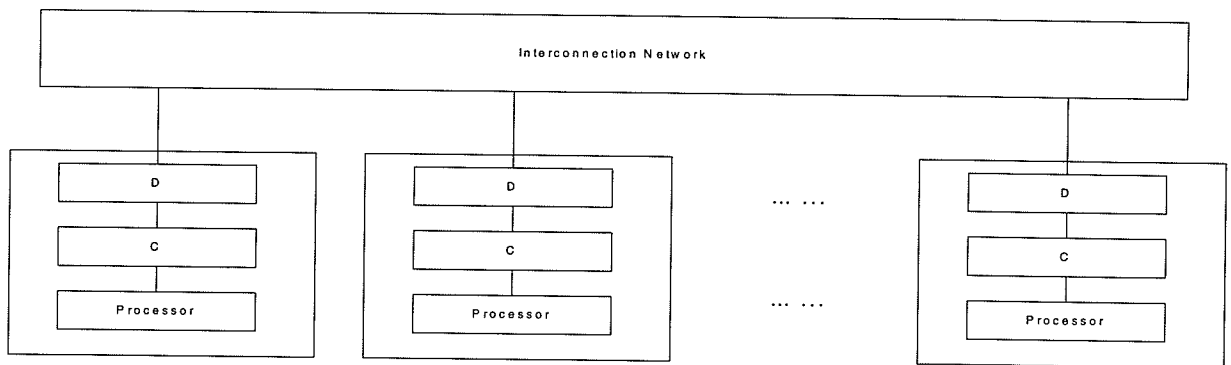 Interconnection Network
D
D
D
... ...
C
C
C
... ...
Processor
Processor
Processor